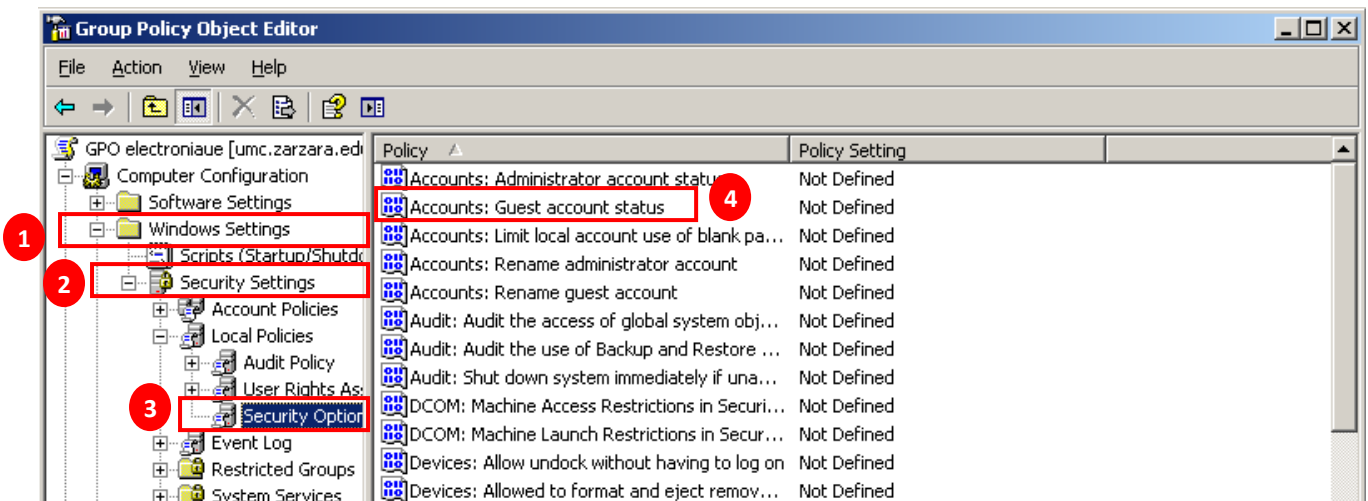 Group Policy Object Editor
File Action View Help
GPO electroniaue [umc.zarzara.edu
Computer Configuration
Software Settings
1 Windows Settings
Scripts (Startup/Shutdo
2 Security Settings
Account Policies
Local Policies
Audit Policy
User Rights As
3 Security Option
Event Log
Restricted Groups
System Services
Policy Policy Setting
Accounts: Administrator account status Not Defined
Accounts: Guest account status 4 Not Defined
Accounts: Limit local account use of blank pa... Not Defined
Accounts: Rename administrator account Not Defined
Accounts: Rename guest account Not Defined
Audit: Audit the access of global system obj... Not Defined
Audit: Audit the use of Backup and Restore ... Not Defined
Audit: Shut down system immediately if una... Not Defined
DCOM: Machine Access Restrictions in Securi... Not Defined
DCOM: Machine Launch Restrictions in Secur... Not Defined
Devices: Allow undock without having to log on Not Defined
Devices: Allowed to format and eject remov... Not Defined